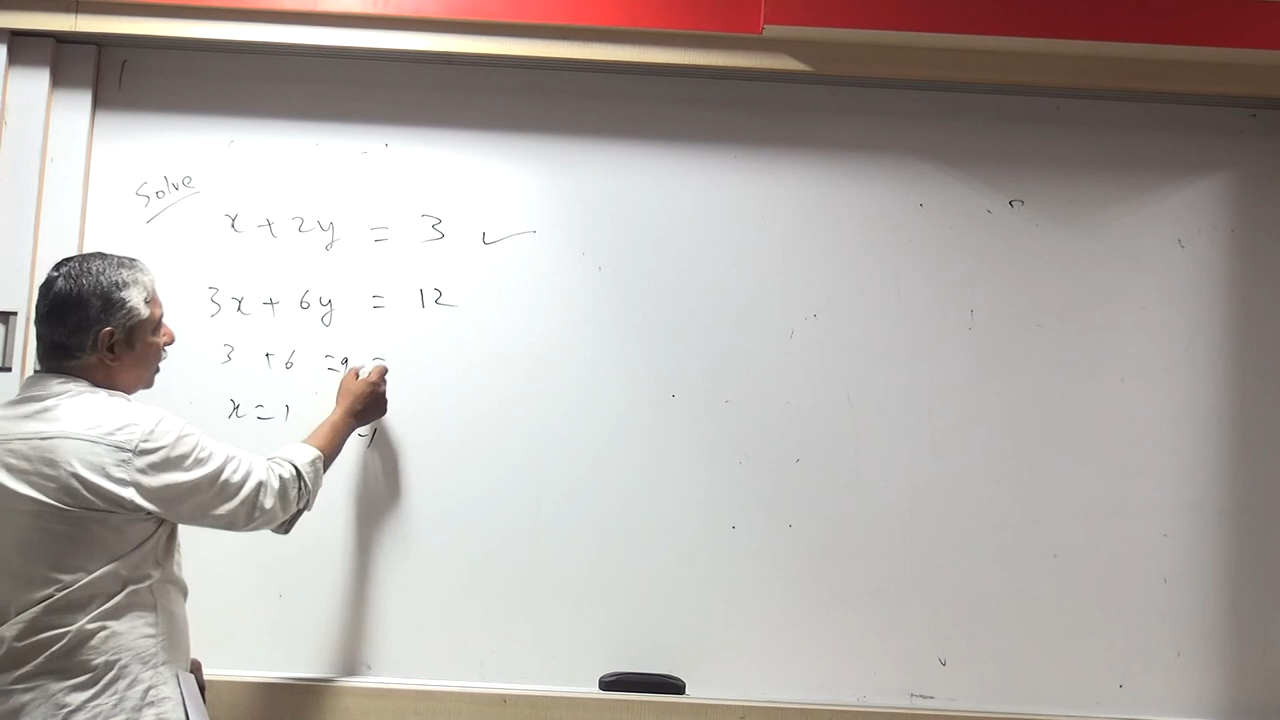 Solve
x + 2y = 3 ✓
3x + 6y = 12
3 + 6 = 9 =
x = 1